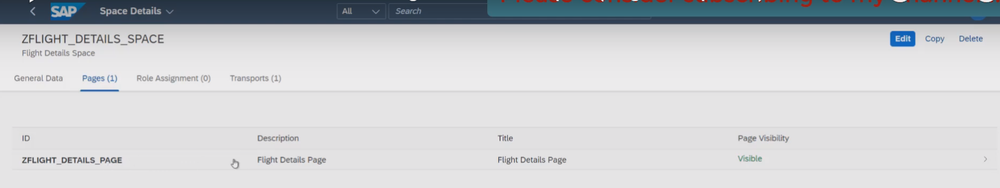 SAP Space Details All Search
ZFLIGHT_DETAILS_SPACE Edit Copy Delete
Flight Details Space
General Data Pages (1) Role Assignment (0) Transports (1)
ID Description Title Page Visibility
ZFLIGHT_DETAILS_PAGE Flight Details Page Flight Details Page Visible